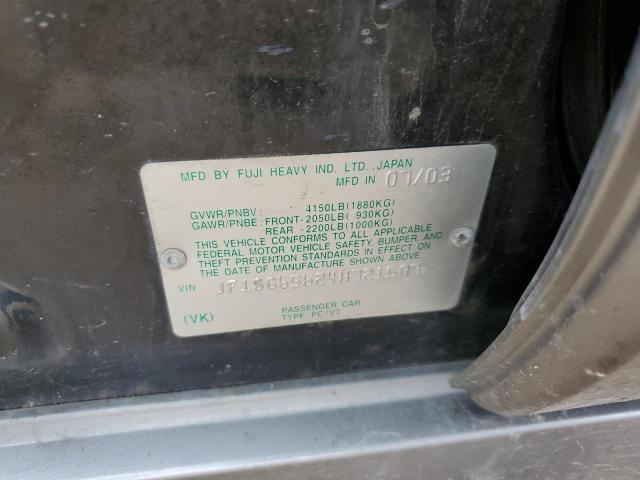 MFD BY FUJI HEAVY IND. LTD.,JAPAN
MFD IN 07/03
GVWR/PNBV : 4150LB(1880KG)
GAWR/PNBE:FRONT-2050LB( 930KG)
REAR -2200LB(1000KG)
THIS VEHICLE CONFORMS TO ALL APPLICABLE
FEDERAL MOTOR VEHICLE SAFETY, BUMPER, AND
THEFT PREVENTION STANDARDS IN EFFECT ON
THE DATE OF MANUFACTURE SHOWN ABOVE.
VIN
PASSENGER CAR
(VK) TYPE PC/VT